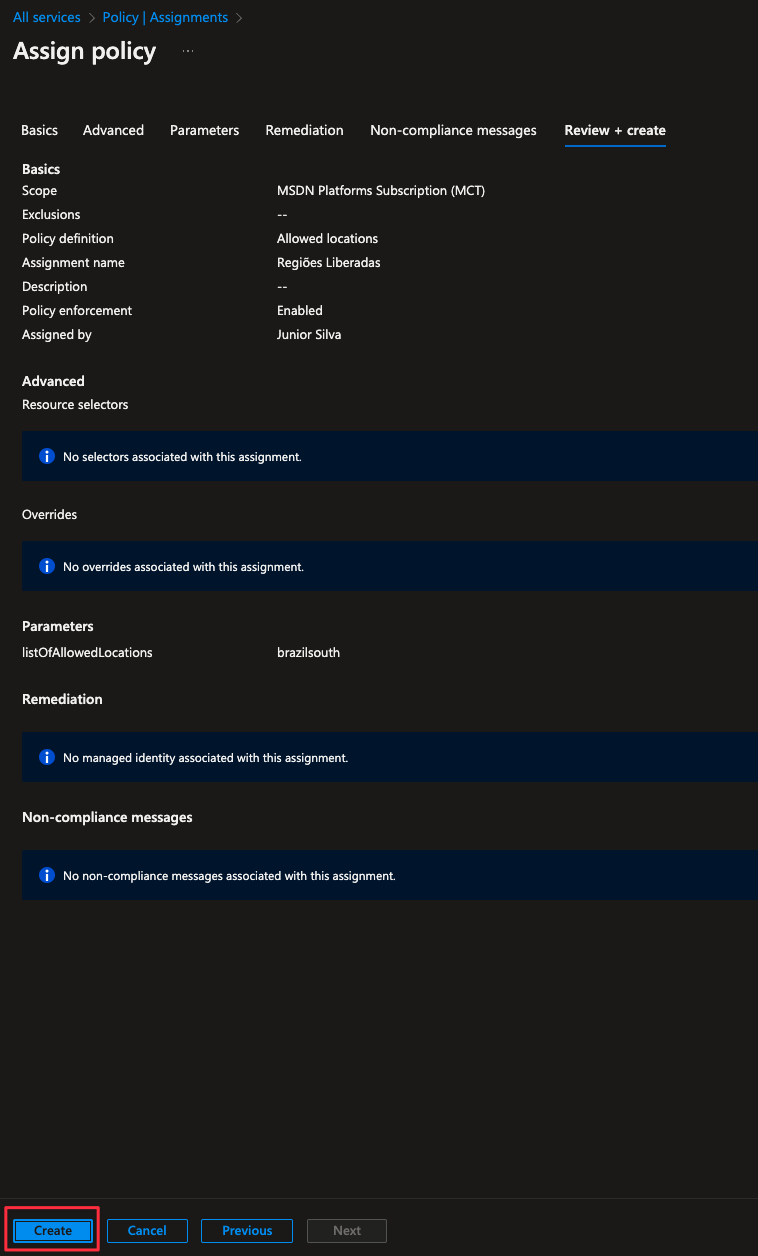 All services > Policy | Assignments >
Assign policy ...
Basics Advanced Parameters Remediation Non-compliance messages Review + create
Basics
Scope MSDN Platforms Subscription (MCT)
Exclusions --
Policy definition Allowed locations
Assignment name Regiões Liberadas
Description --
Policy enforcement Enabled
Assigned by Junior Silva
Advanced
Resource selectors
No selectors associated with this assignment.
Overrides
No overrides associated with this assignment.
Parameters
listOfAllowedLocations brazilsouth
Remediation
No managed identity associated with this assignment.
Non-compliance messages
No non-compliance messages associated with this assignment.
Create Cancel Previous Next